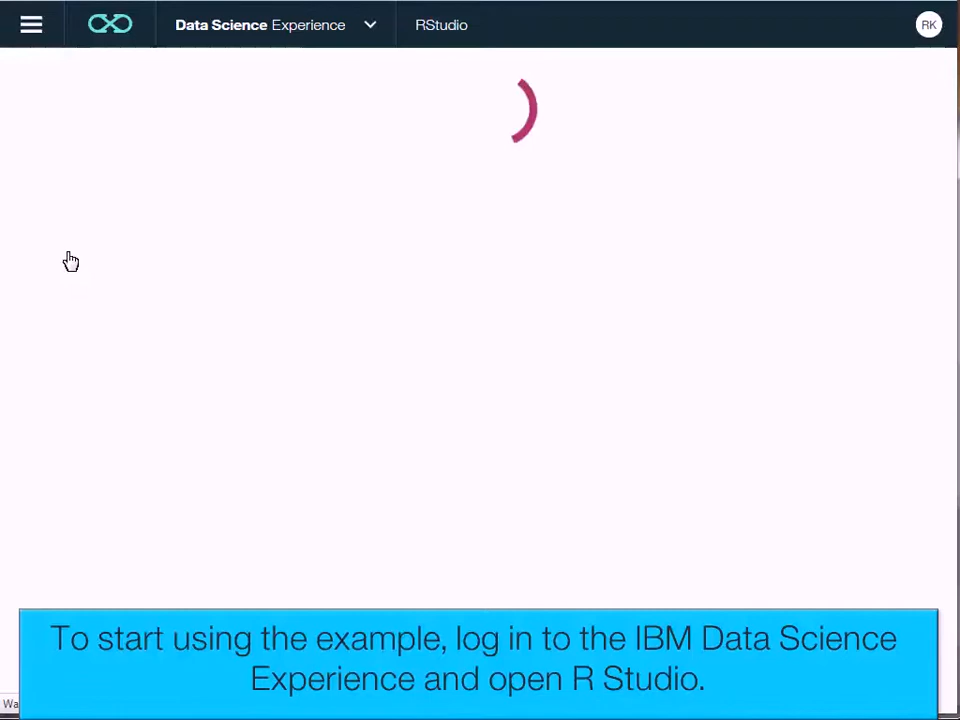 Data Science Experience
RStudio
RK
To start using the example, log in to the IBM Data Science
Experience and open R Studio.
Wa